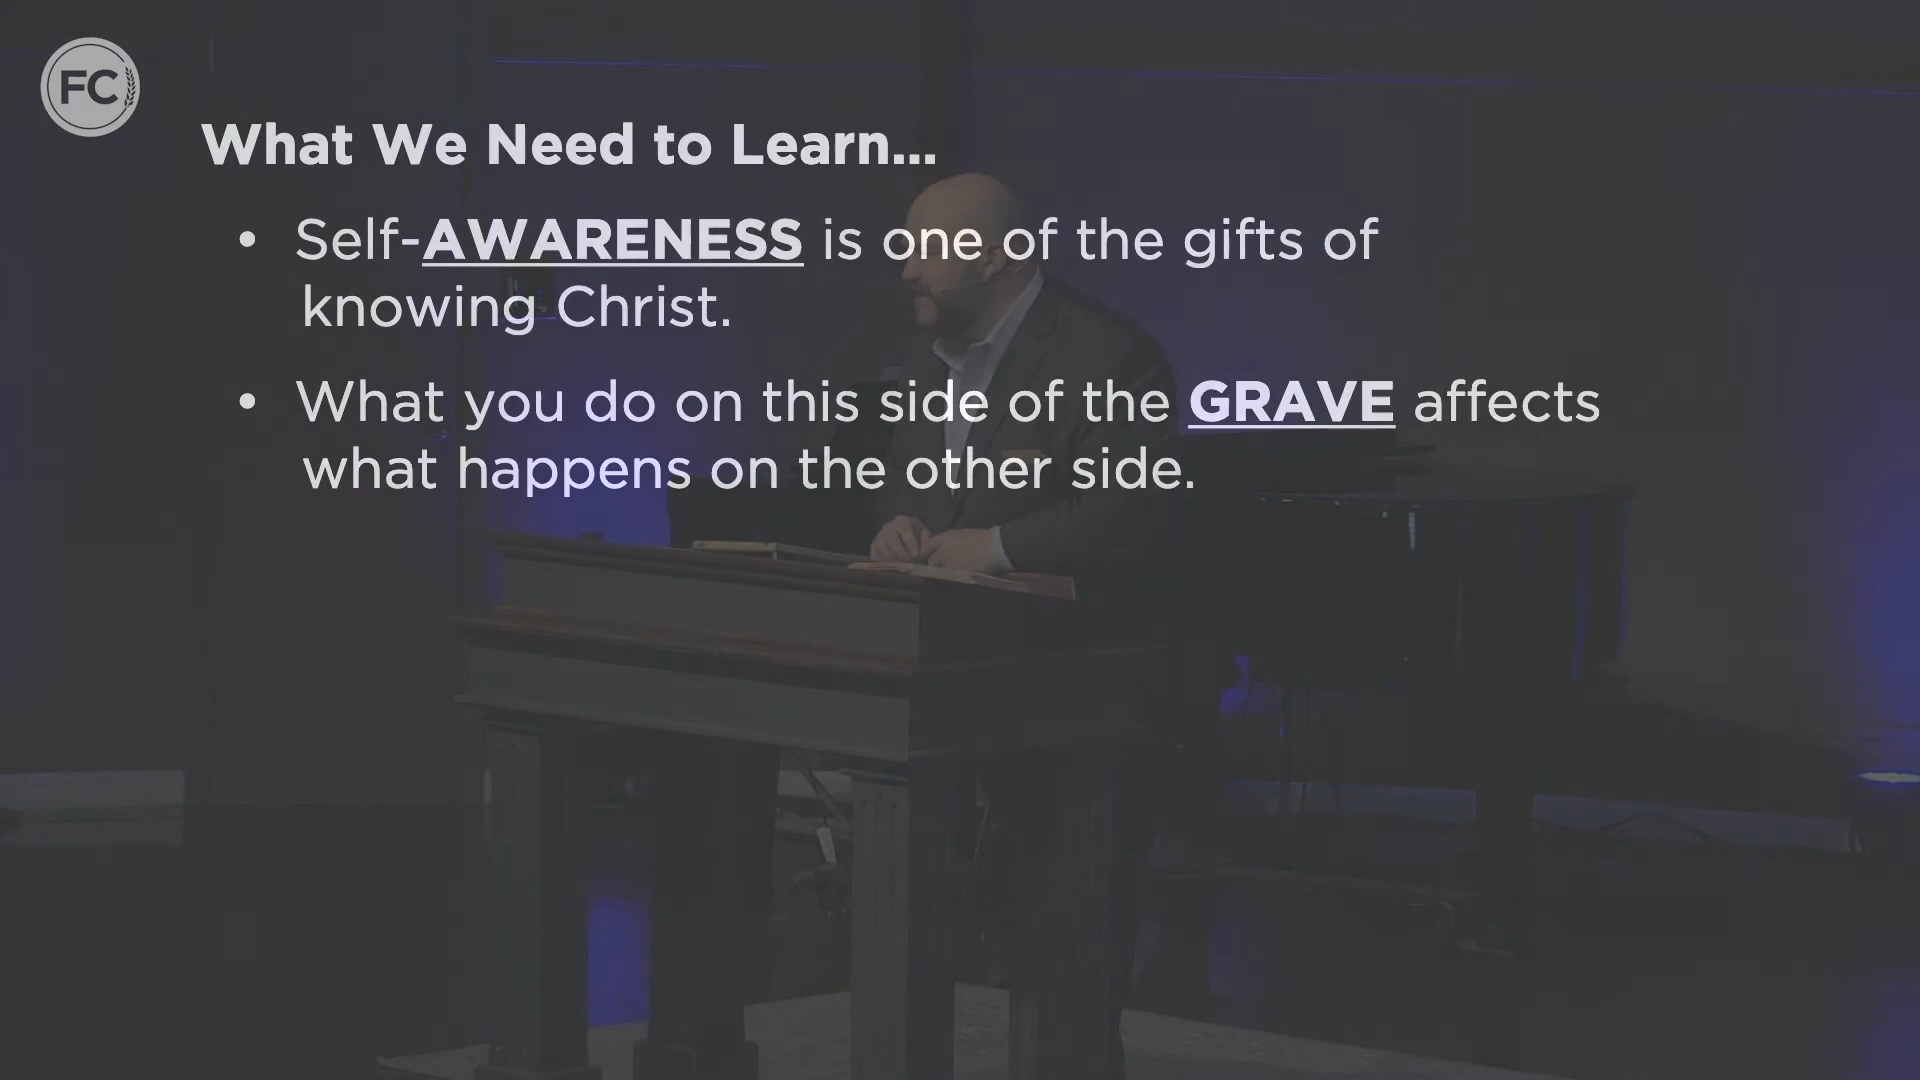 FC
What We Need to Learn...
• Self-AWARENESS is one of the gifts of
knowing Christ.
• What you do on this side of the GRAVE affects
what happens on the other side.